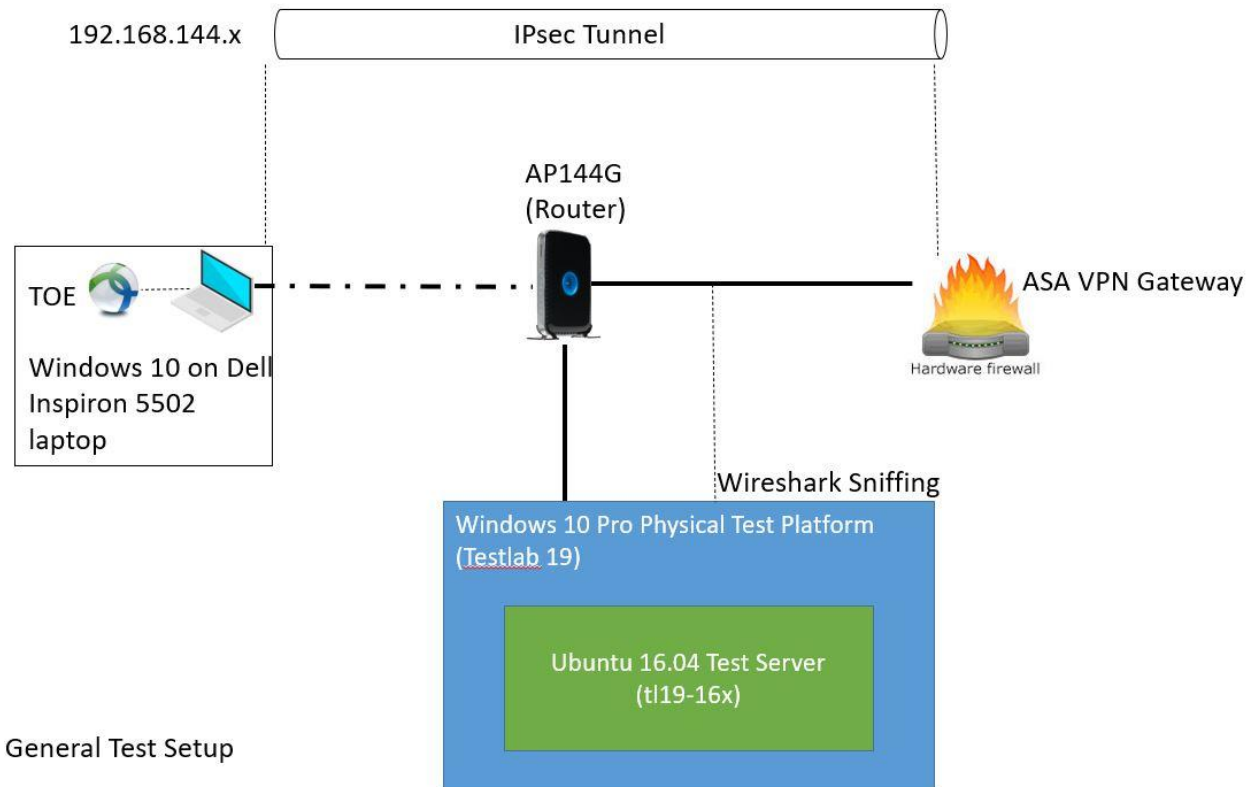 192.168.144.x
IPsec Tunnel
AP144G
(Router)
TOE
ASA VPN Gateway
Windows 10 on Dell
Inspiron 5502
laptop
Hardware firewall
Wireshark Sniffing
Windows 10 Pro Physical Test Platform
(Testlab 19)
Ubuntu 16.04 Test Server
(tl19-16x)
General Test Setup